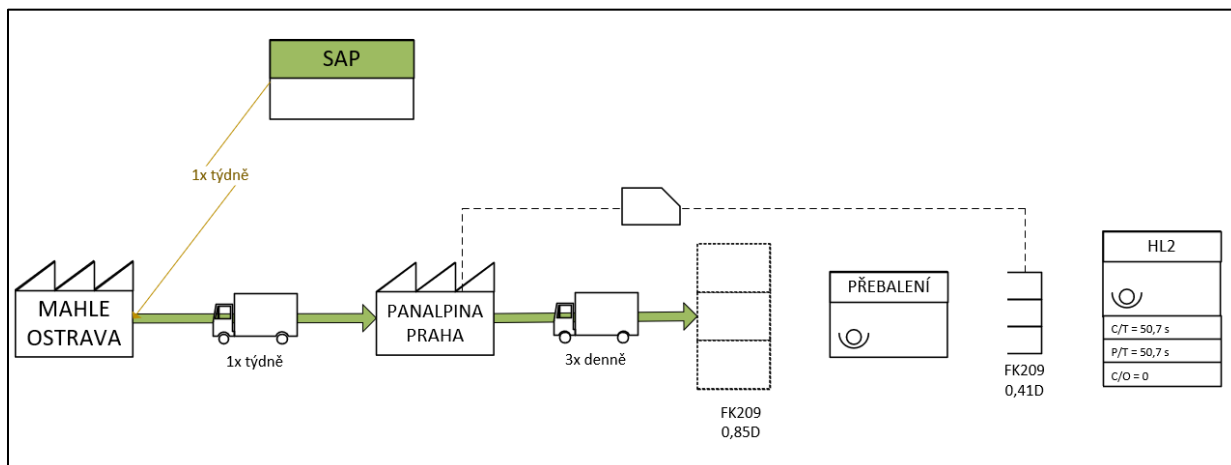 SAP
1x týdně
MAHLE
OSTRAVA
1x týdně
PANALPINA
PRAHA
3x denně
FK209
0,85D
PŘEBALENÍ
FK209
0,41D
HL2
C/T = 50,7 s
P/T = 50,7 s
C/O = 0